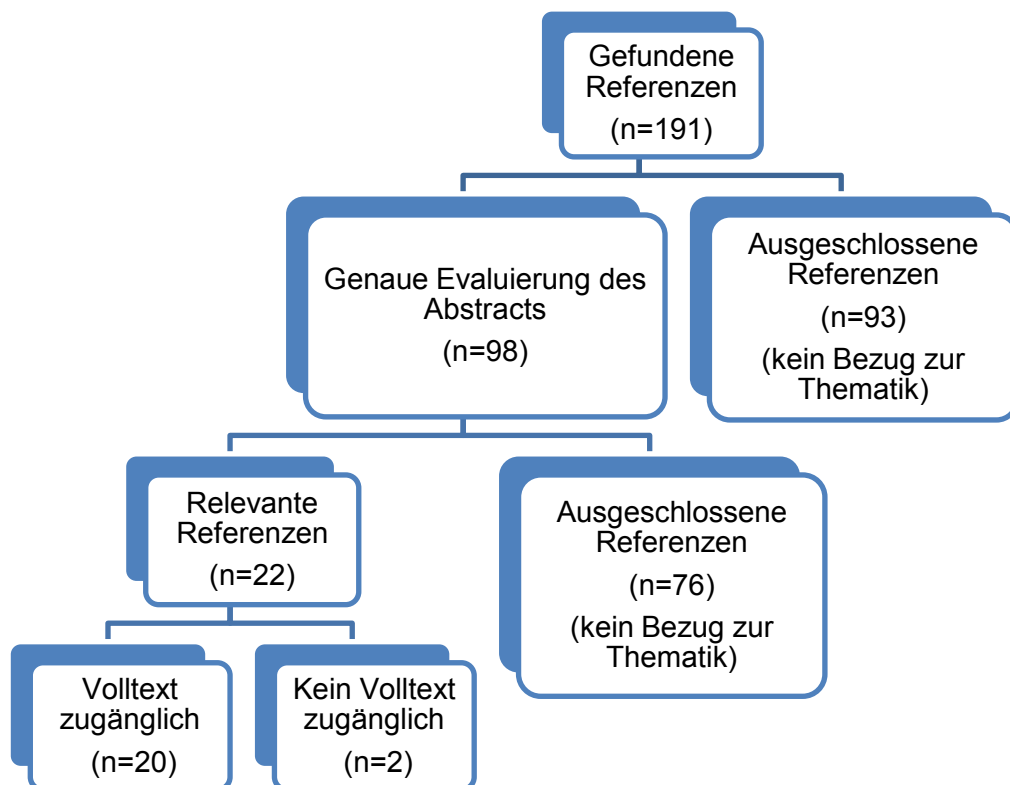 Gefundene
Referenzen
(n=191)
Genaue Evaluierung des
Abstracts
(n=98)
Ausgeschlossene
Referenzen
(n=93)
(kein Bezug zur
Thematik)
Relevante
Referenzen
(n=22)
Ausgeschlossene
Referenzen
(n=76)
(kein Bezug zur
Thematik)
Volltext
zugänglich
(n=20)
Kein Volltext
zugänglich
(n=2)